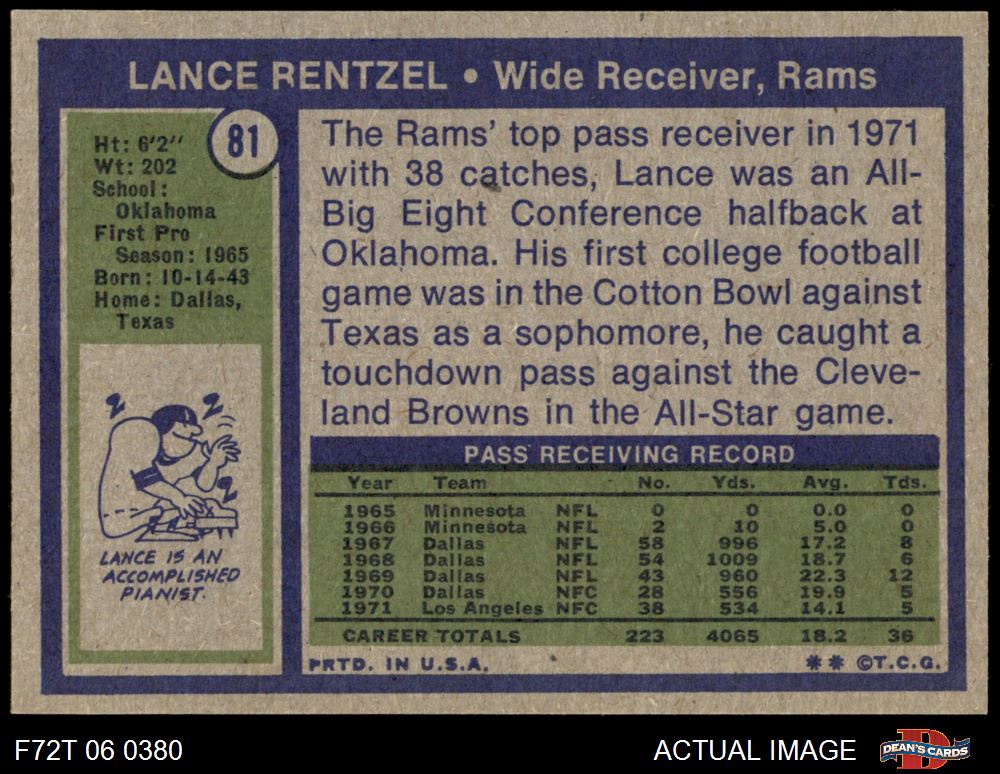 LANCE RENTZEL • Wide Receiver, Rams
81
Ht: 6'2"
Wt: 202
School:
Oklahoma
First Pro
Season: 1965
Born: 10-14-43
Home: Dallas,
Texas
LANCE IS AN
ACCOMPLISHED
PIANIST.
The Rams' top pass receiver in 1971
with 38 catches, Lance was an All-
Big Eight Conference halfback at
Oklahoma. His first college football
game was in the Cotton Bowl against
Texas as a sophomore, he caught a
touchdown pass against the Cleve-
land Browns in the All-Star game.
PASS RECEIVING RECORD
Year Team No. Yds. Avg. Tds.
1965 Minnesota NFL 0 0 0.0 0
1966 Minnesota NFL 2 10 5.0 0
1967 Dallas NFL 58 996 17.2 8
1968 Dallas NFL 54 1009 18.7 6
1969 Dallas NFL 43 960 22.3 12
1970 Dallas NFC 28 556 19.9 5
1971 Los Angeles NFC 38 534 14.1 5
CAREER TOTALS 223 4065 18.2 36
PRTD. IN U.S.A. ** ©T.C.G.
F72T 06 0380 ACTUAL IMAGE DEAN'S CARDS